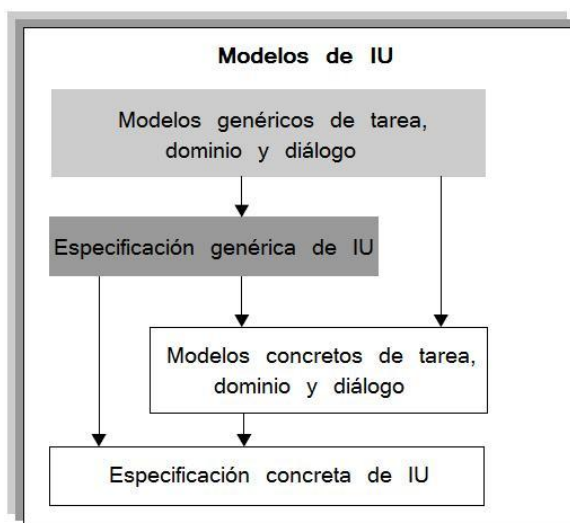 Modelos de IU
Modelos genéricos de tarea,
dominio y diálogo
Especificación genérica de IU
Modelos concretos de tarea,
dominio y diálogo
Especificación concreta de IU